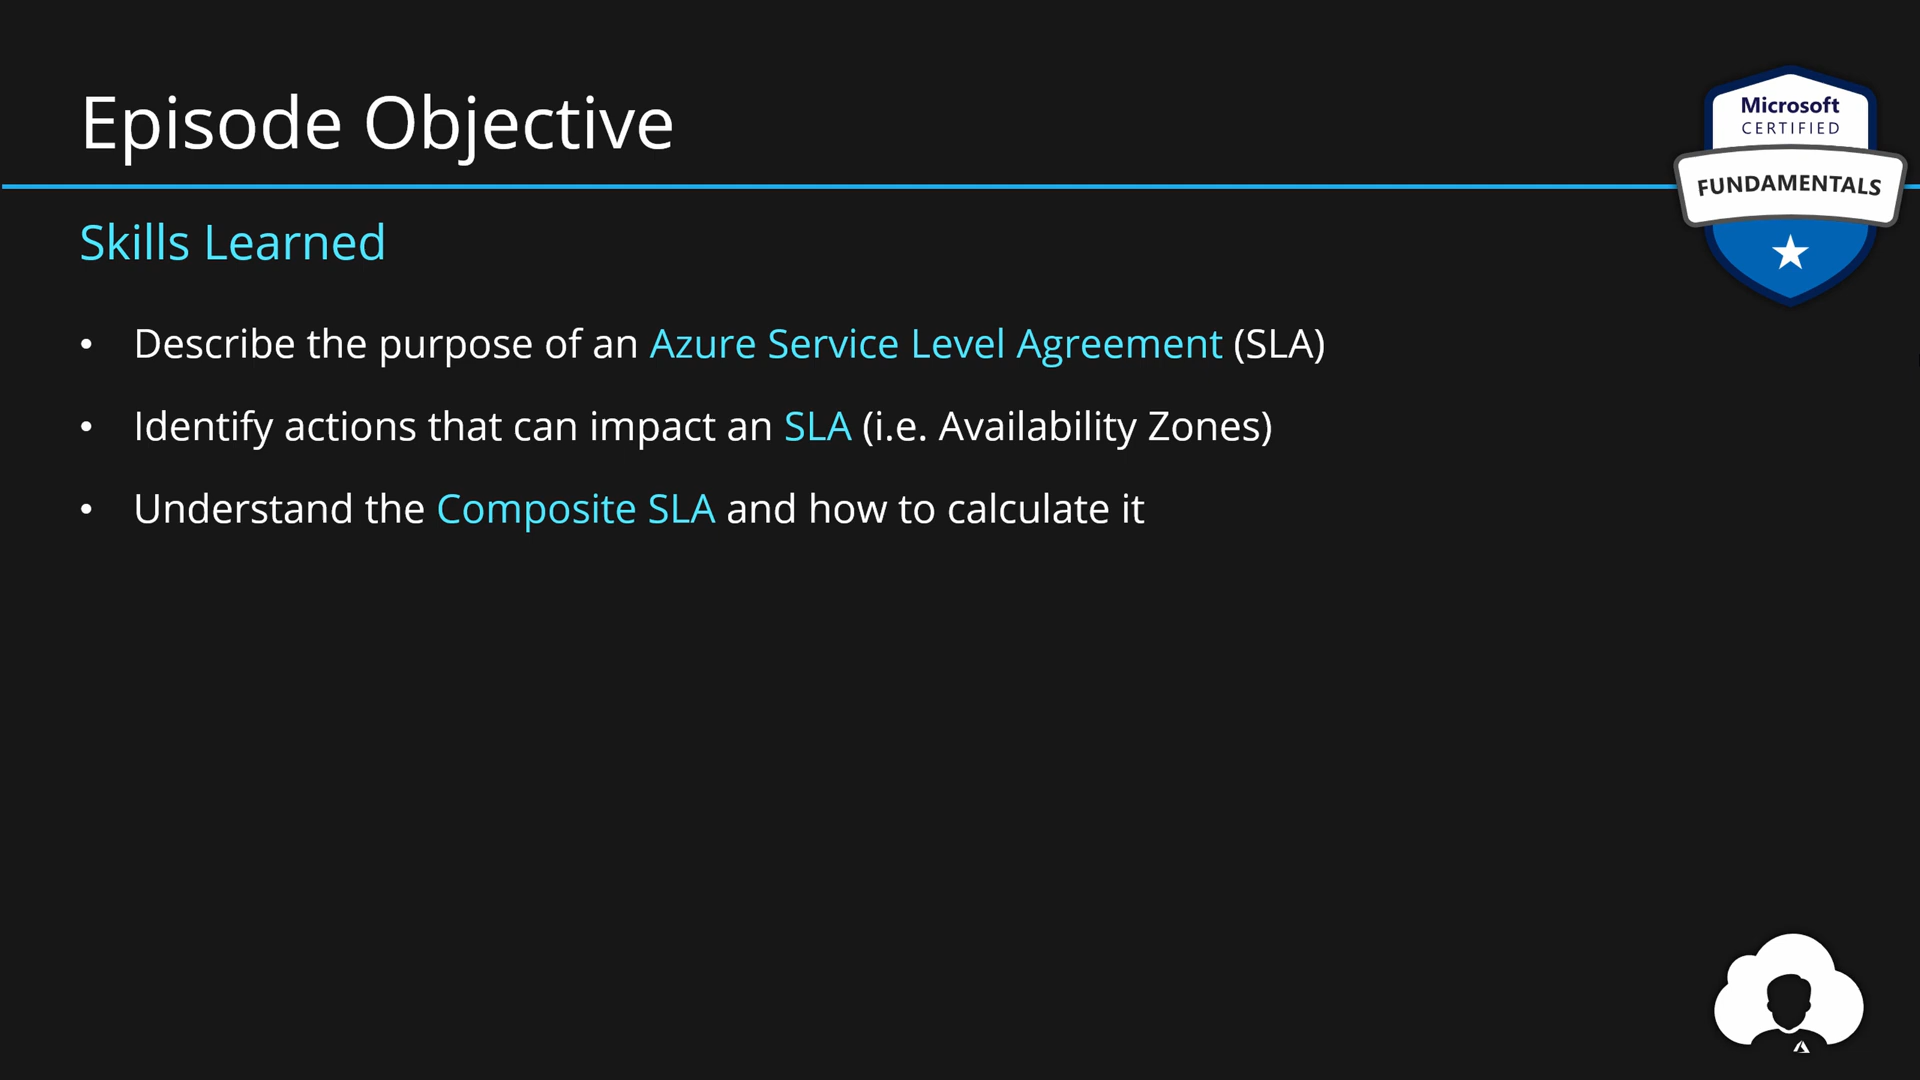 Episode Objective
Microsoft
CERTIFIED
FUNDAMENTALS
Skills Learned
• Describe the purpose of an Azure Service Level Agreement (SLA)
• Identify actions that can impact an SLA (i.e. Availability Zones)
• Understand the Composite SLA and how to calculate it